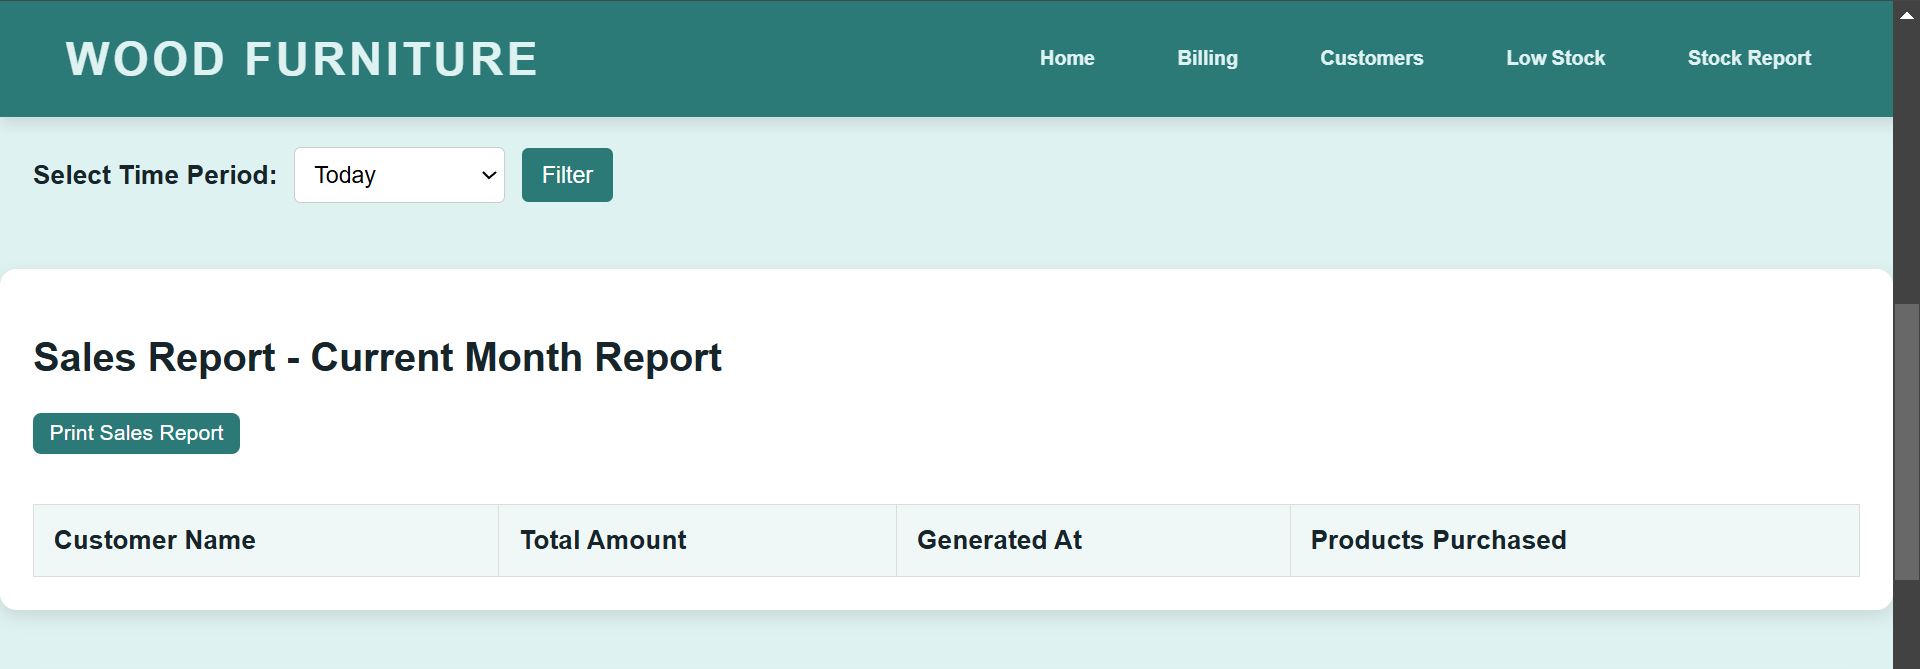 WOOD FURNITURE
Home Billing Customers Low Stock Stock Report
Select Time Period: Today Filter
Sales Report - Current Month Report
Print Sales Report
Customer Name Total Amount Generated At Products Purchased